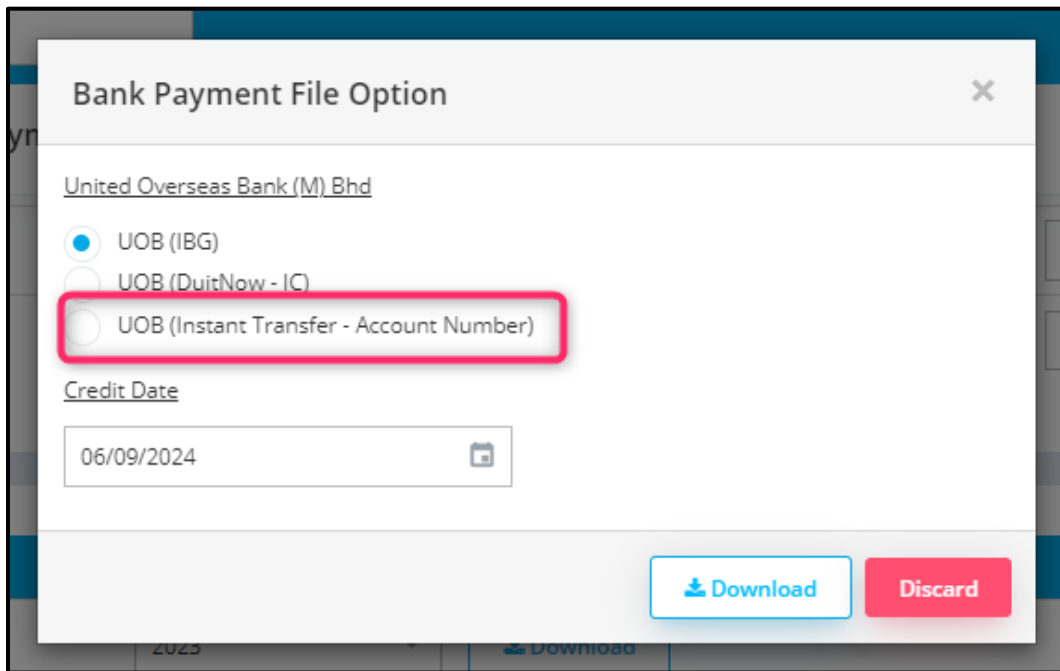 Bank Payment File Option
×
United Overseas Bank (M) Bhd
UOB (IBG)
UOB (DuitNow - IC)
UOB (Instant Transfer - Account Number)
Credit Date
06/09/2024
Download
Discard
2023
Download